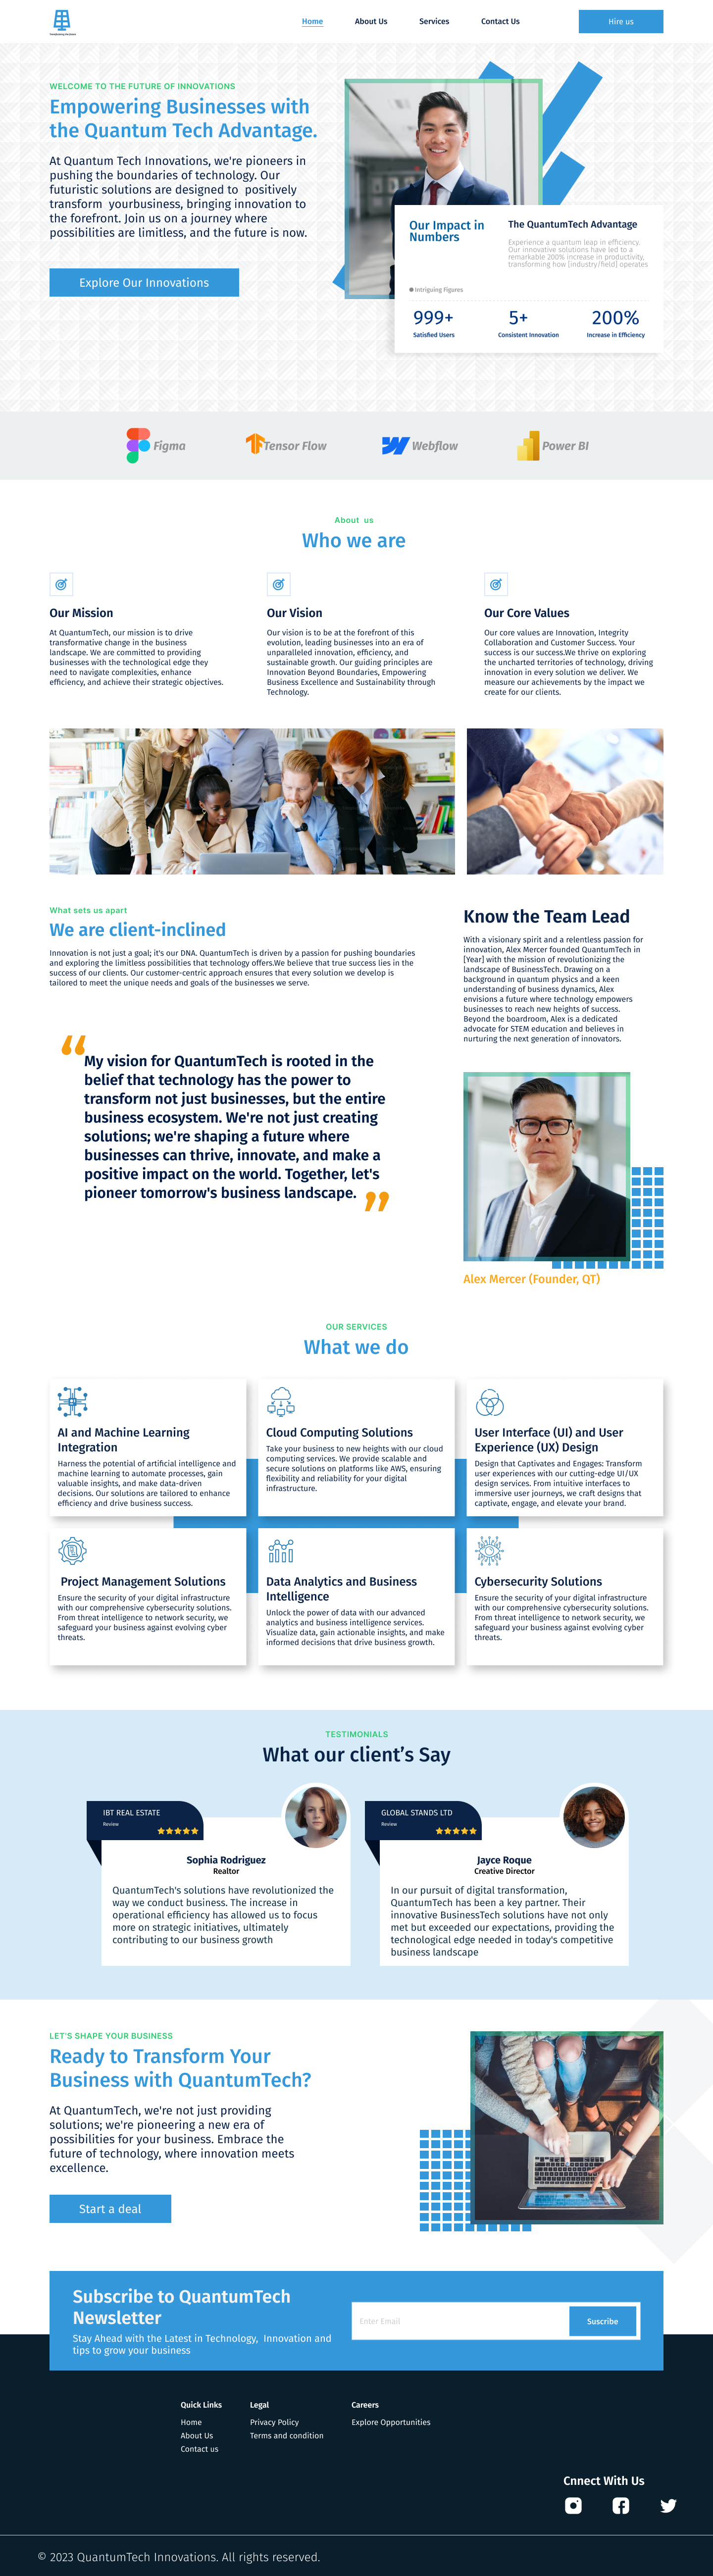 Home
About Us
Services
Contact Us
Hire us
WELCOME TO THE FUTURE OF INNOVATIONS
Empowering Businesses with
the Quantum Tech Advantage.
At Quantum Tech Innovations, we're pioneers in
pushing the boundaries of technology. Our
futuristic solutions are designed to positively
transform yourbusiness, bringing innovation to
the forefront. Join us on a journey where
possibilities are limitless, and the future is now.
Explore Our Innovations
Our Impact in
Numbers
The QuantumTech Advantage
Experience a quantum leap in efficiency.
Our innovative solutions have led to a
remarkable 200% increase in productivity,
transforming how [industry/field] operates
Intriguing Figures
999+
Satisfied Users
5+
Consistent Innovation
200%
Increase in Efficiency
Figma
Tensor Flow
Webflow
Power BI
About us
Who we are
Our Mission
At QuantumTech, our mission is to drive
transformative change in the business
landscape. We are committed to providing
businesses with the technological edge they
need to navigate complexities, enhance
efficiency, and achieve their strategic objectives.
Our Vision
Our vision is to be at the forefront of this
evolution, leading businesses into an era of
unparalleled innovation, efficiency, and
sustainable growth. Our guiding principles are
Innovation Beyond Boundaries, Empowering
Business Excellence and Sustainability through
Technology.
Our Core Values
Our core values are Innovation, Integrity
Collaboration and Customer Success. Your
success is our success.We thrive on exploring
the uncharted territories of technology, driving
innovation in every solution we deliver. We
measure our achievements by the impact we
create for our clients.
What sets us apart
We are client-inclined
Innovation is not just a goal; it's our DNA. QuantumTech is driven by a passion for pushing boundaries
and exploring the limitless possibilities that technology offers.We believe that true success lies in the
success of our clients. Our customer-centric approach ensures that every solution we develop is
tailored to meet the unique needs and goals of the businesses we serve.
“My vision for QuantumTech is rooted in the
belief that technology has the power to
transform not just businesses, but the entire
business ecosystem. We're not just creating
solutions; we're shaping a future where
businesses can thrive, innovate, and make a
positive impact on the world. Together, let's
pioneer tomorrow's business landscape. ”
Know the Team Lead
With a visionary spirit and a relentless passion for
innovation, Alex Mercer founded QuantumTech in
[Year] with the mission of revolutionizing the
landscape of BusinessTech. Drawing on a
background in quantum physics and a keen
understanding of business dynamics, Alex
envisions a future where technology empowers
businesses to reach new heights of success.
Beyond the boardroom, Alex is a dedicated
advocate for STEM education and believes in
nurturing the next generation of innovators.
Alex Mercer (Founder, QT)
OUR SERVICES
What we do
AI and Machine Learning
Integration
Harness the potential of artificial intelligence and
machine learning to automate processes, gain
valuable insights, and make data-driven
decisions. Our solutions are tailored to enhance
efficiency and drive business success.
Cloud Computing Solutions
Take your business to new heights with our cloud
computing services. We provide scalable and
secure solutions on platforms like AWS, ensuring
flexibility and reliability for your digital
infrastructure.
User Interface (UI) and User
Experience (UX) Design
Design that Captivates and Engages: Transform
user experiences with our cutting-edge UI/UX
design services. From intuitive interfaces to
immersive user journeys, we craft designs that
captivate, engage, and elevate your brand.
Project Management Solutions
Ensure the security of your digital infrastructure
with our comprehensive cybersecurity solutions.
From threat intelligence to network security, we
safeguard your business against evolving cyber
threats.
Data Analytics and Business
Intelligence
Unlock the power of data with our advanced
analytics and business intelligence services.
Visualize data, gain actionable insights, and make
informed decisions that drive business growth.
Cybersecurity Solutions
Ensure the security of your digital infrastructure
with our comprehensive cybersecurity solutions.
From threat intelligence to network security, we
safeguard your business against evolving cyber
threats.
TESTIMONIALS
What our client’s Say
IBT REAL ESTATE
Review
Sophia Rodriguez
Realtor
QuantumTech's solutions have revolutionized the
way we conduct business. The increase in
operational efficiency has allowed us to focus
more on strategic initiatives, ultimately
contributing to our business growth
GLOBAL STANDS LTD
Review
Jayce Roque
Creative Director
In our pursuit of digital transformation,
QuantumTech has been a key partner. Their
innovative BusinessTech solutions have not only
met but exceeded our expectations, providing the
technological edge needed in today's competitive
business landscape
LET'S SHAPE YOUR BUSINESS
Ready to Transform Your
Business with QuantumTech?
At QuantumTech, we're not just providing
solutions; we're pioneering a new era of
possibilities for your business. Embrace the
future of technology, where innovation meets
excellence.
Start a deal
Subscribe to QuantumTech
Newsletter
Stay Ahead with the Latest in Technology, Innovation and
tips to grow your business
Enter Email
Suscribe
Quick Links
Home
About Us
Contact us
Legal
Privacy Policy
Terms and condition
Careers
Explore Opportunities
Cnnect With Us
© 2023 QuantumTech Innovations. All rights reserved.